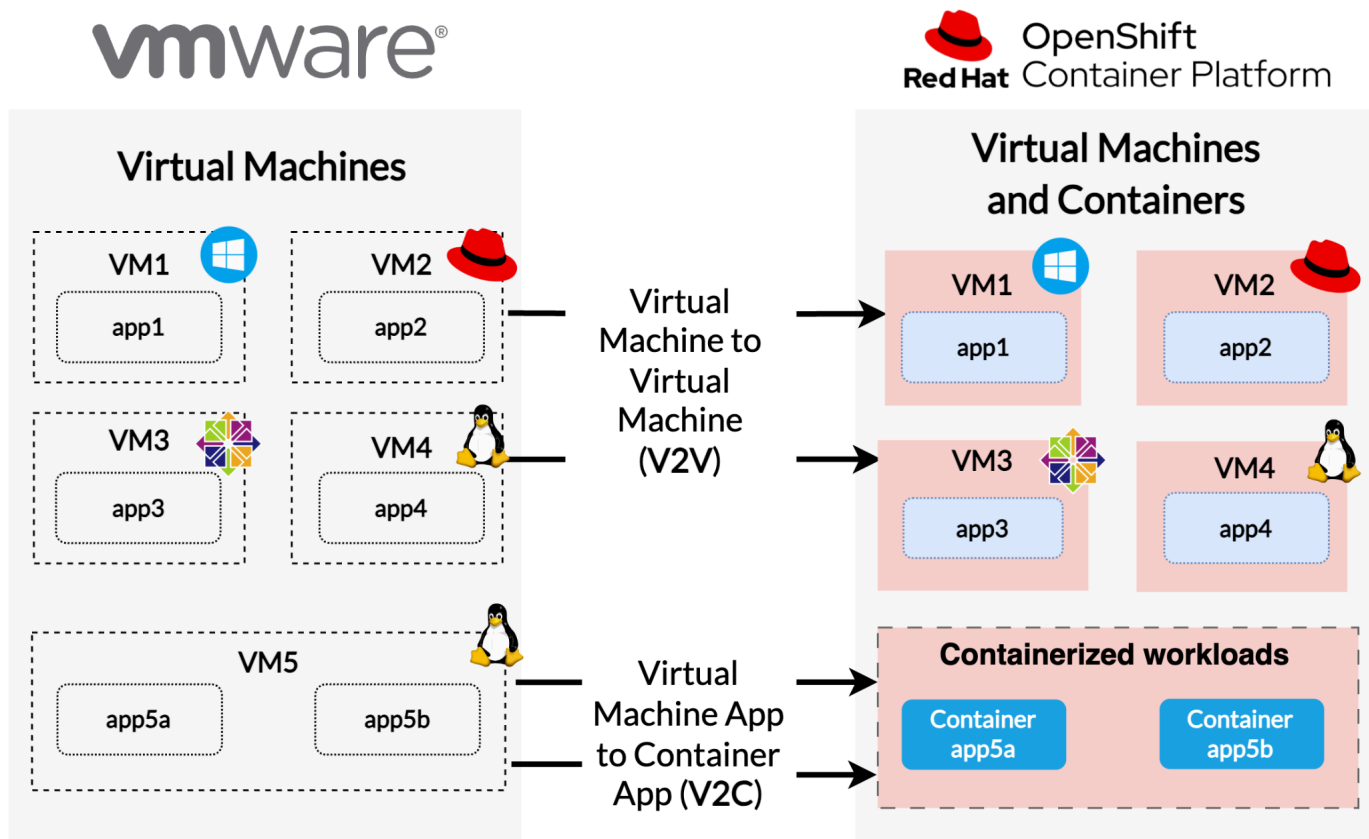 vmware®
Red Hat
OpenShift
Container Platform
Virtual Machines
VM1
app1
VM2
app2
VM3
app3
VM4
app4
VM5
app5a
app5b
Virtual
Machine to
Virtual
Machine
(V2V)
Virtual
Machine App
to Container
App (V2C)
Virtual Machines
and Containers
VM1
app1
VM2
app2
VM3
app3
VM4
app4
Containerized workloads
Container
app5a
Container
app5b